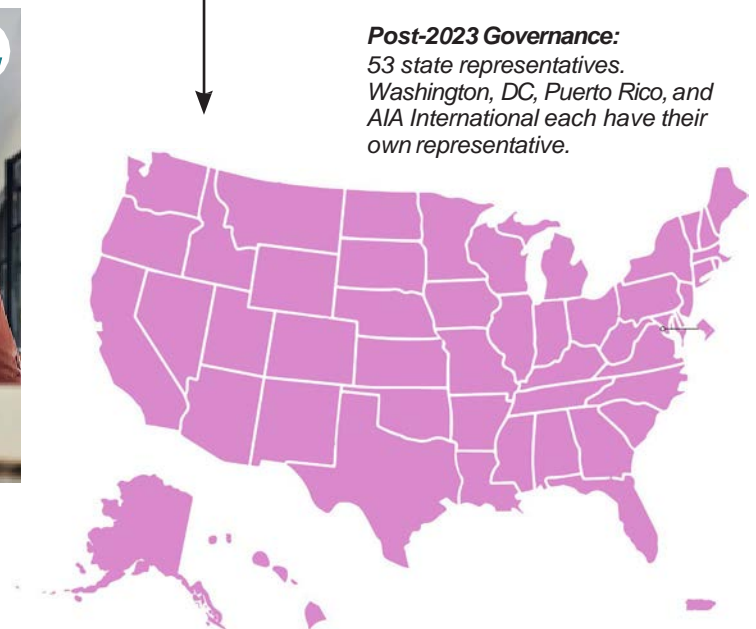 Post-2023 Governance:
53 state representatives.
Washington, DC, Puerto Rico, and
AIA International each have their
own representative.